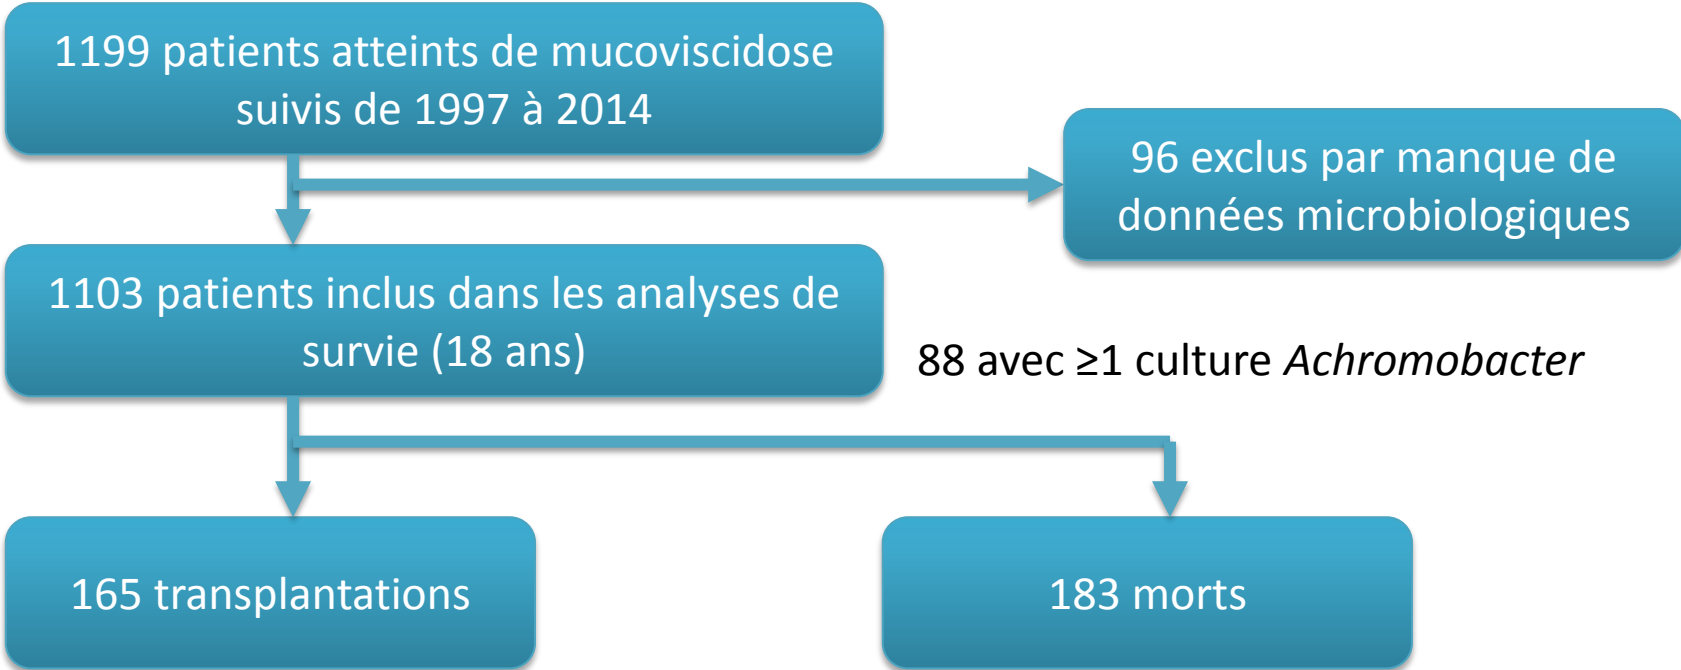 1199 patients atteints de mucoviscidose
suivis de 1997 à 2014
96 exclus par manque de
données microbiologiques
1103 patients inclus dans les analyses de
survie (18 ans)
88 avec ≥1 culture Achromobacter
165 transplantations
183 morts